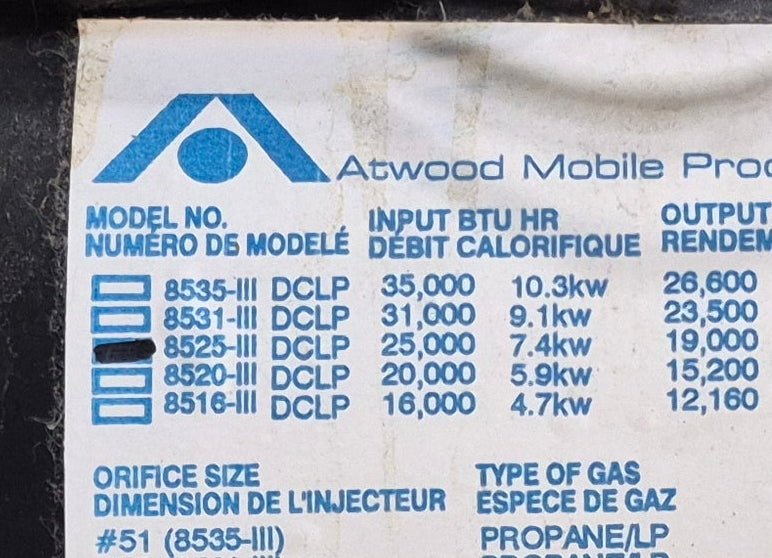 Atwood Mobile
MODEL NO. INPUT BTU HR OUTPUT
NUMÉRO DE MODELÉ DÉBIT CALORIFIQUE
8535-III DCLP 35,000 10.3kw 26,600
8531-III DCLP 31,000 9.1kw 23,500
8525-III DCLP 25,000 7.4kw 19,000
8520-III DCLP 20,000 5.9kw 15,200
8516-III DCLP 16,000 4.7kw 12,160
ORIFICE SIZE TYPE OF GAS
DIMENSION DE L'INJECTEUR ESPECE DE GAZ
#51 (8535-III) PROPANE/LP